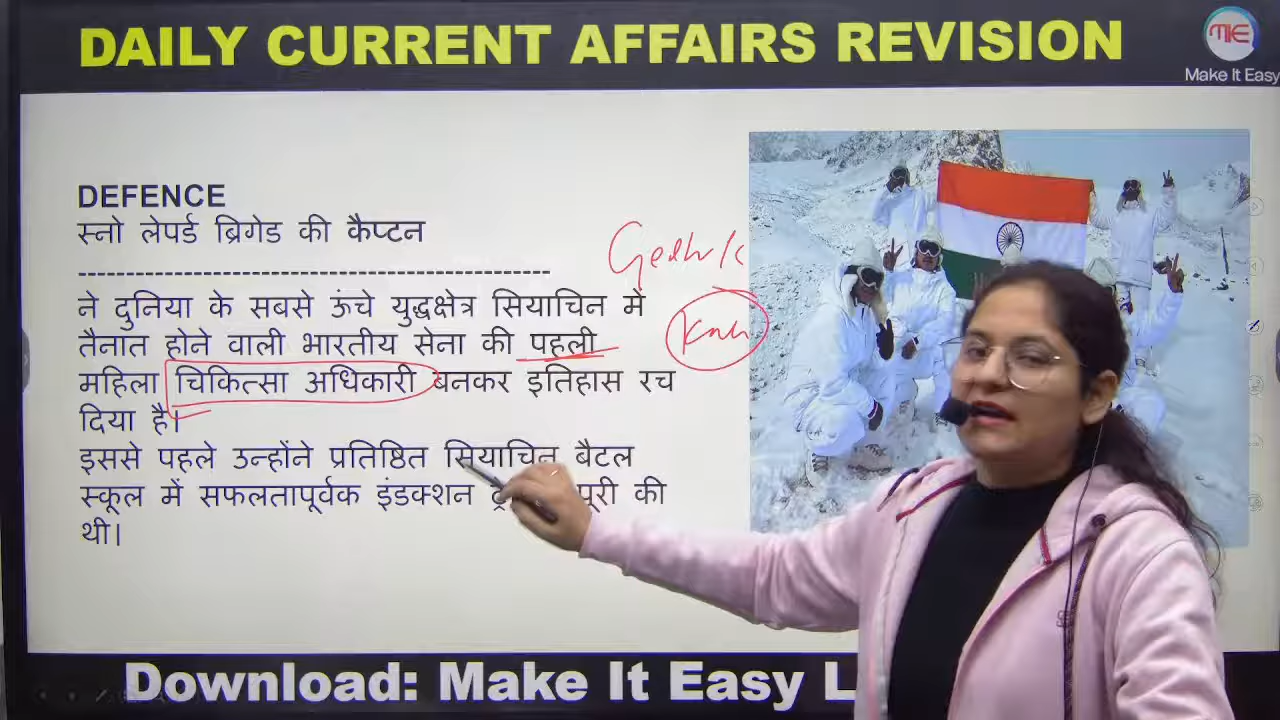 DAILY CURRENT AFFAIRS REVISION
MIE
Make It Easy
DEFENCE
स्नो लेपर्ड ब्रिगेड की कैप्टन
-------------------------------------------------
ने दुनिया के सबसे ऊंचे युद्धक्षेत्र सियाचिन में
तैनात होने वाली भारतीय सेना की पहली
महिला चिकित्सा अधिकारी बनकर इतिहास रच
दिया है।
इससे पहले उन्होंने प्रतिष्ठित सियाचिन बैटल
स्कूल में सफलतापूर्वक इंडक्शन पूरी की
थी।
Download: Make It Easy L